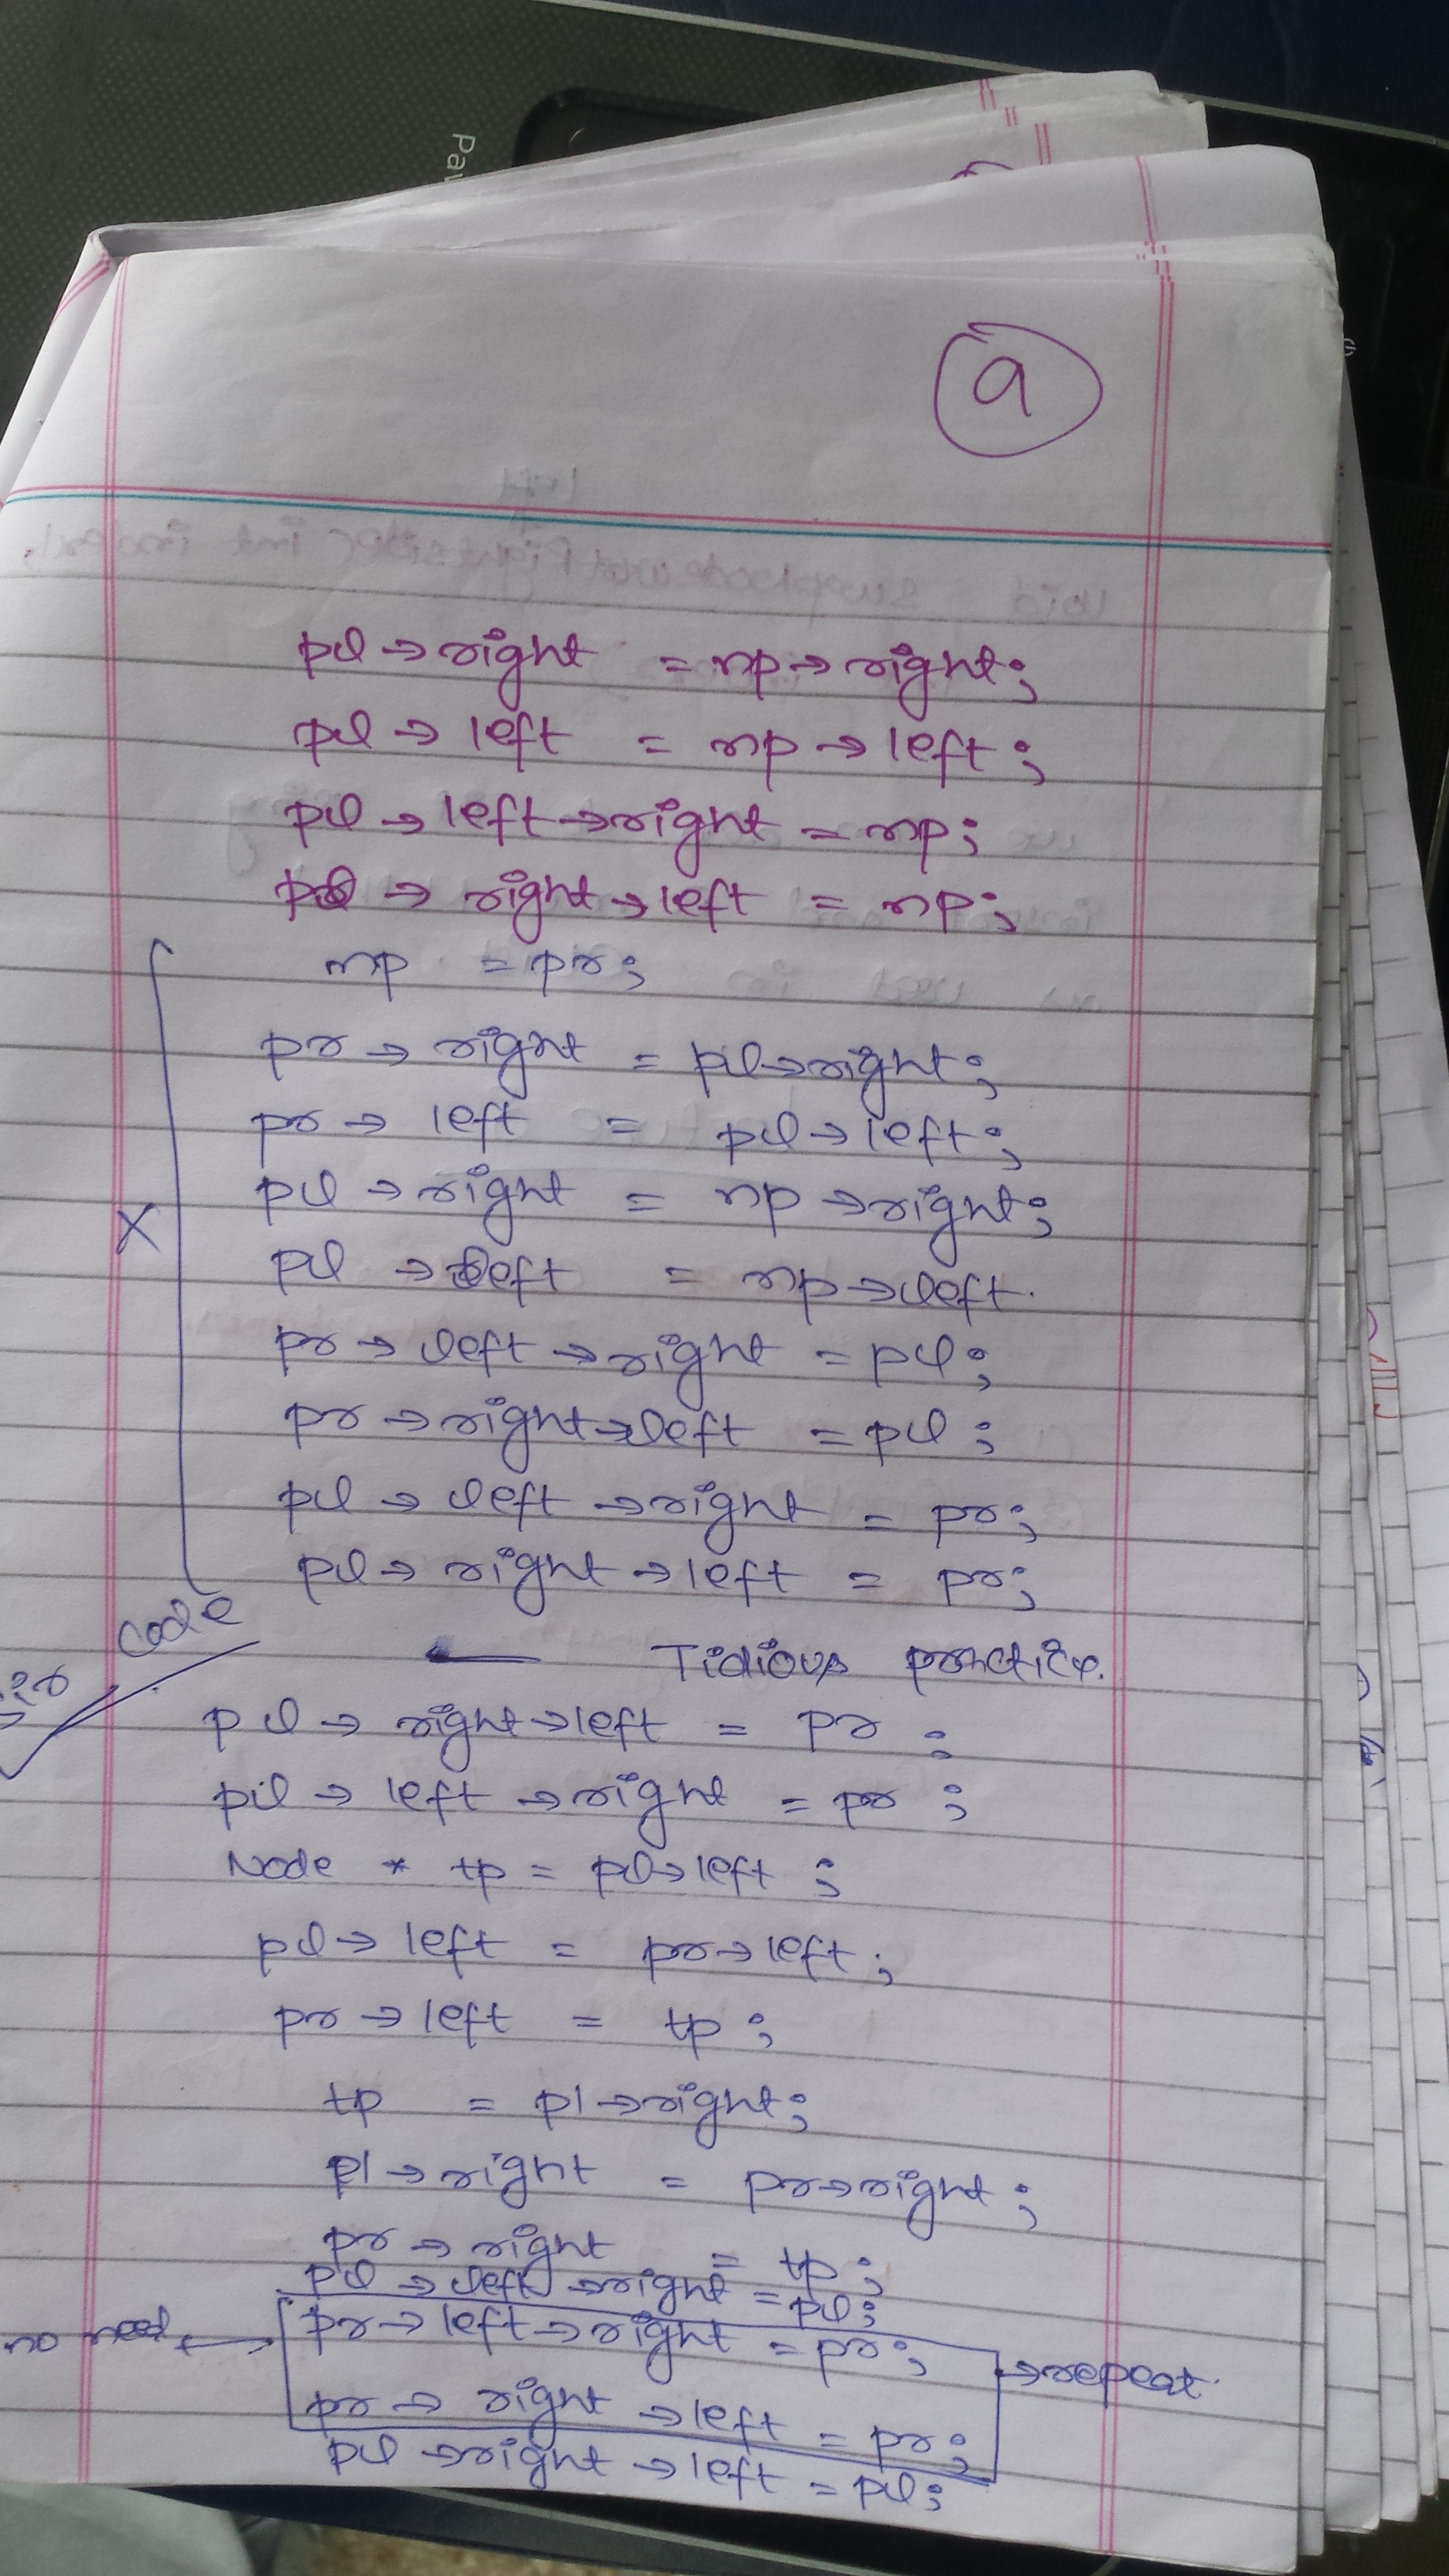 Pav
a
pl → right = np → right;
pl → left = np → left;
pl → left → right = np;
pl → right → left = np;
np = pr;
pr → right = pl → right;
pr → left = pl → left;
X
pl → right = np → right;
pl → left = np → left.
pr → left → right = pl;
pr → right → left = pl;
pl → left → right = pr;
pl → right → left = pr;
code
← Tidious practice.
pl → right → left = pr ;
pl → left → right = pr ;
Node * tp = pl → left ;
pl → left = pr → left;
pr → left = tp;
tp = pl → right;
pl → right = pr → right;
pr → right = tp;
pl → left → right = pl;
no need ← pr → left → right = pr; → repeat.
pr → right → left = pr;
pl → right → left = pl;